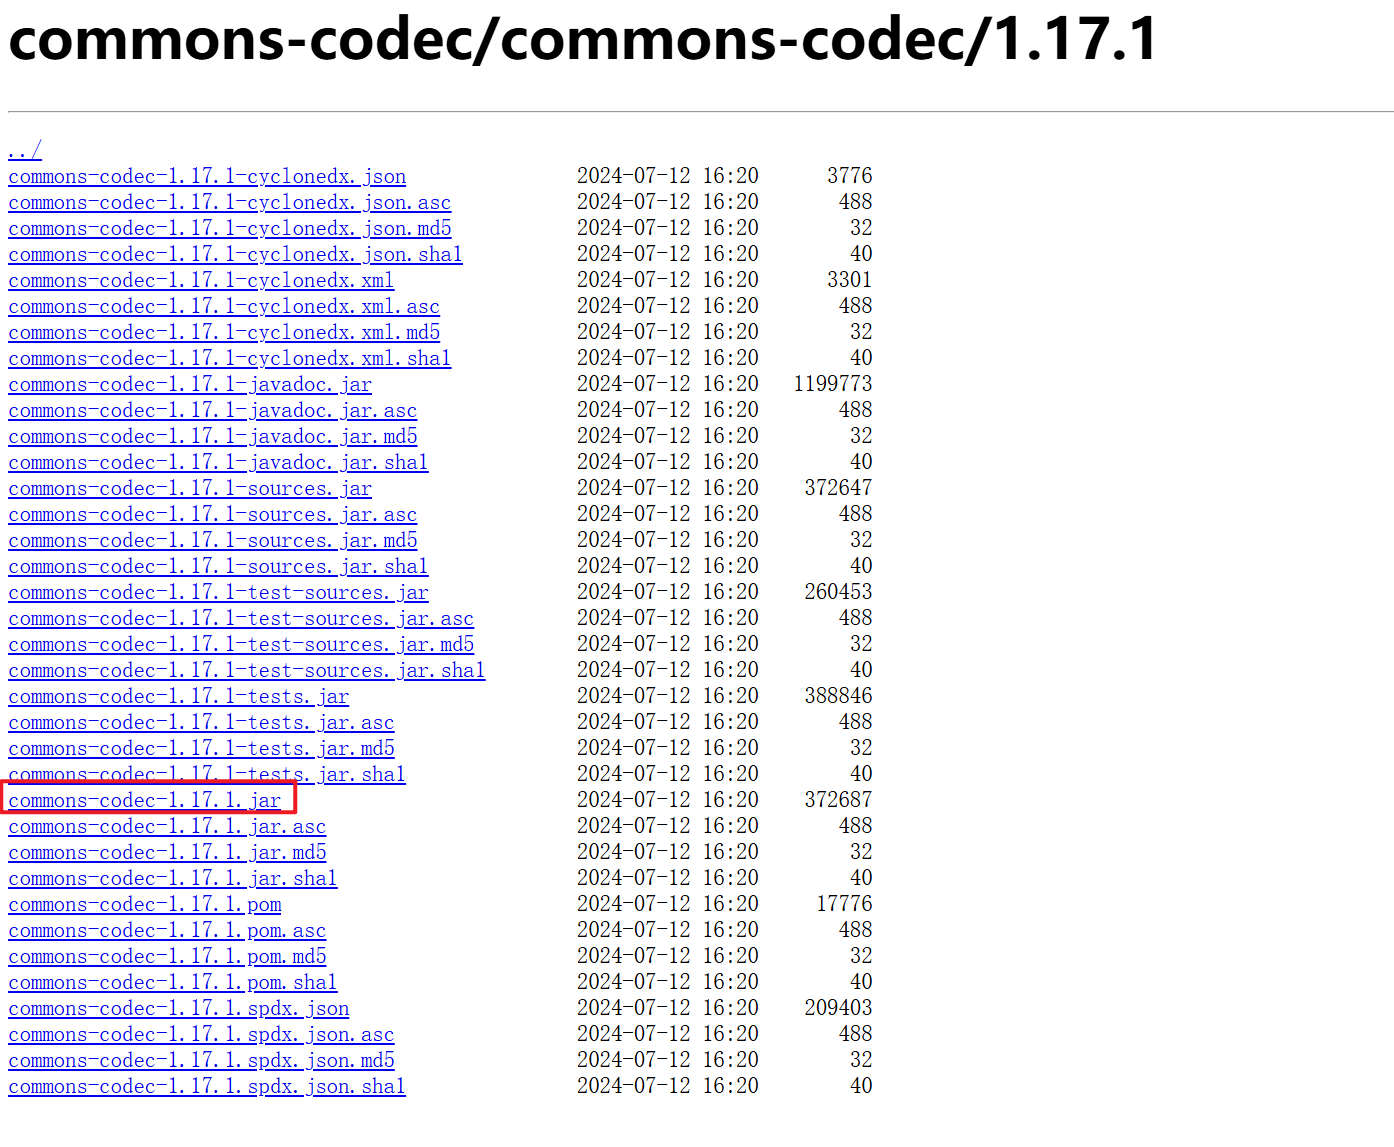 commons-codec/commons-codec/1.17.1
../
commons-codec-1.17.1-cyclonedx.json 2024-07-12 16:20 3776
commons-codec-1.17.1-cyclonedx.json.asc 2024-07-12 16:20 488
commons-codec-1.17.1-cyclonedx.json.md5 2024-07-12 16:20 32
commons-codec-1.17.1-cyclonedx.json.sha1 2024-07-12 16:20 40
commons-codec-1.17.1-cyclonedx.xml 2024-07-12 16:20 3301
commons-codec-1.17.1-cyclonedx.xml.asc 2024-07-12 16:20 488
commons-codec-1.17.1-cyclonedx.xml.md5 2024-07-12 16:20 32
commons-codec-1.17.1-cyclonedx.xml.sha1 2024-07-12 16:20 40
commons-codec-1.17.1-javadoc.jar 2024-07-12 16:20 1199773
commons-codec-1.17.1-javadoc.jar.asc 2024-07-12 16:20 488
commons-codec-1.17.1-javadoc.jar.md5 2024-07-12 16:20 32
commons-codec-1.17.1-javadoc.jar.sha1 2024-07-12 16:20 40
commons-codec-1.17.1-sources.jar 2024-07-12 16:20 372647
commons-codec-1.17.1-sources.jar.asc 2024-07-12 16:20 488
commons-codec-1.17.1-sources.jar.md5 2024-07-12 16:20 32
commons-codec-1.17.1-sources.jar.sha1 2024-07-12 16:20 40
commons-codec-1.17.1-test-sources.jar 2024-07-12 16:20 260453
commons-codec-1.17.1-test-sources.jar.asc 2024-07-12 16:20 488
commons-codec-1.17.1-test-sources.jar.md5 2024-07-12 16:20 32
commons-codec-1.17.1-test-sources.jar.sha1 2024-07-12 16:20 40
commons-codec-1.17.1-tests.jar 2024-07-12 16:20 388846
commons-codec-1.17.1-tests.jar.asc 2024-07-12 16:20 488
commons-codec-1.17.1-tests.jar.md5 2024-07-12 16:20 32
commons-codec-1.17.1-tests.jar.sha1 2024-07-12 16:20 40
commons-codec-1.17.1.jar 2024-07-12 16:20 372687
commons-codec-1.17.1.jar.asc 2024-07-12 16:20 488
commons-codec-1.17.1.jar.md5 2024-07-12 16:20 32
commons-codec-1.17.1.jar.sha1 2024-07-12 16:20 40
commons-codec-1.17.1.pom 2024-07-12 16:20 17776
commons-codec-1.17.1.pom.asc 2024-07-12 16:20 488
commons-codec-1.17.1.pom.md5 2024-07-12 16:20 32
commons-codec-1.17.1.pom.sha1 2024-07-12 16:20 40
commons-codec-1.17.1.spdx.json 2024-07-12 16:20 209403
commons-codec-1.17.1.spdx.json.asc 2024-07-12 16:20 488
commons-codec-1.17.1.spdx.json.md5 2024-07-12 16:20 32
commons-codec-1.17.1.spdx.json.sha1 2024-07-12 16:20 40